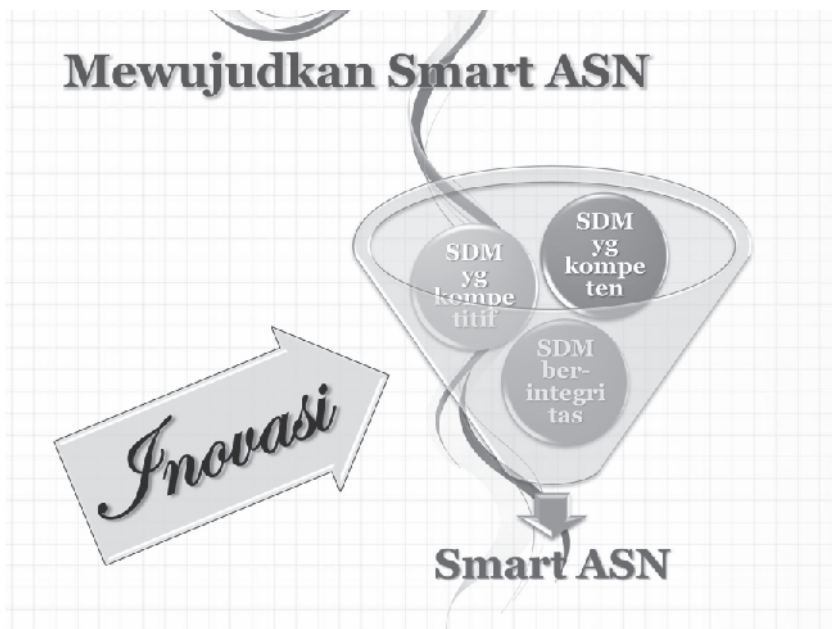 Mewujudkan Smart ASN
SDM
yg
kompe
titif
SDM
yg
kompe
ten
SDM
ber-
integri
tas
Inovasi
Smart ASN